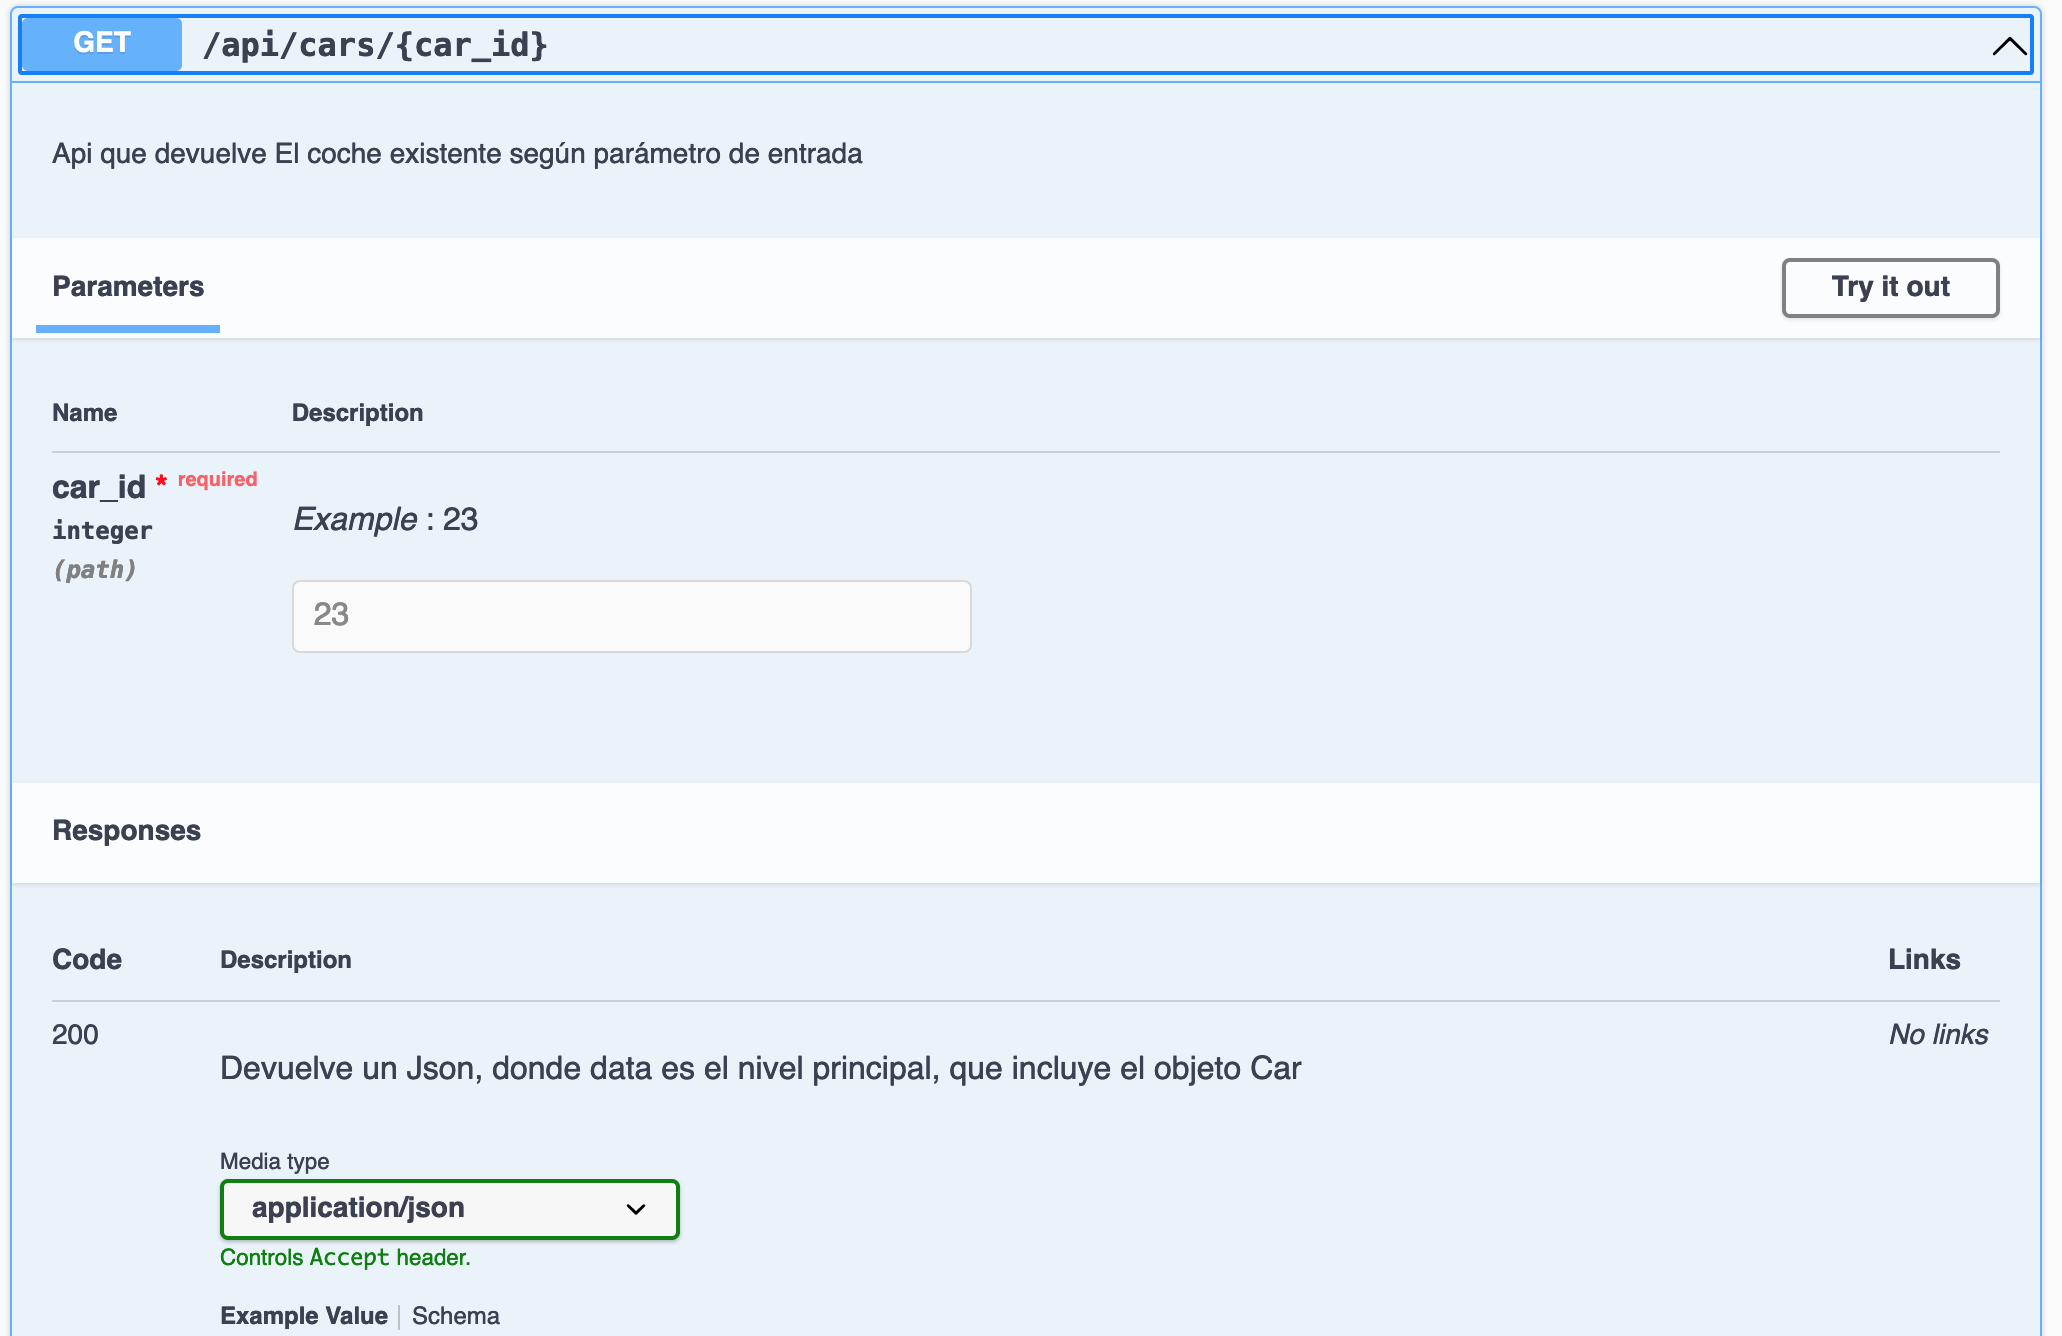 GET /api/cars/{car_id}
Api que devuelve El coche existente según parámetro de entrada
Parameters
Try it out
Name Description
car_id * required
integer
(path)
Example : 23
23
Responses
Code Description Links
200
Devuelve un Json, donde data es el nivel principal, que incluye el objeto Car
No links
Media type
application/json
Controls Accept header.
Example Value | Schema